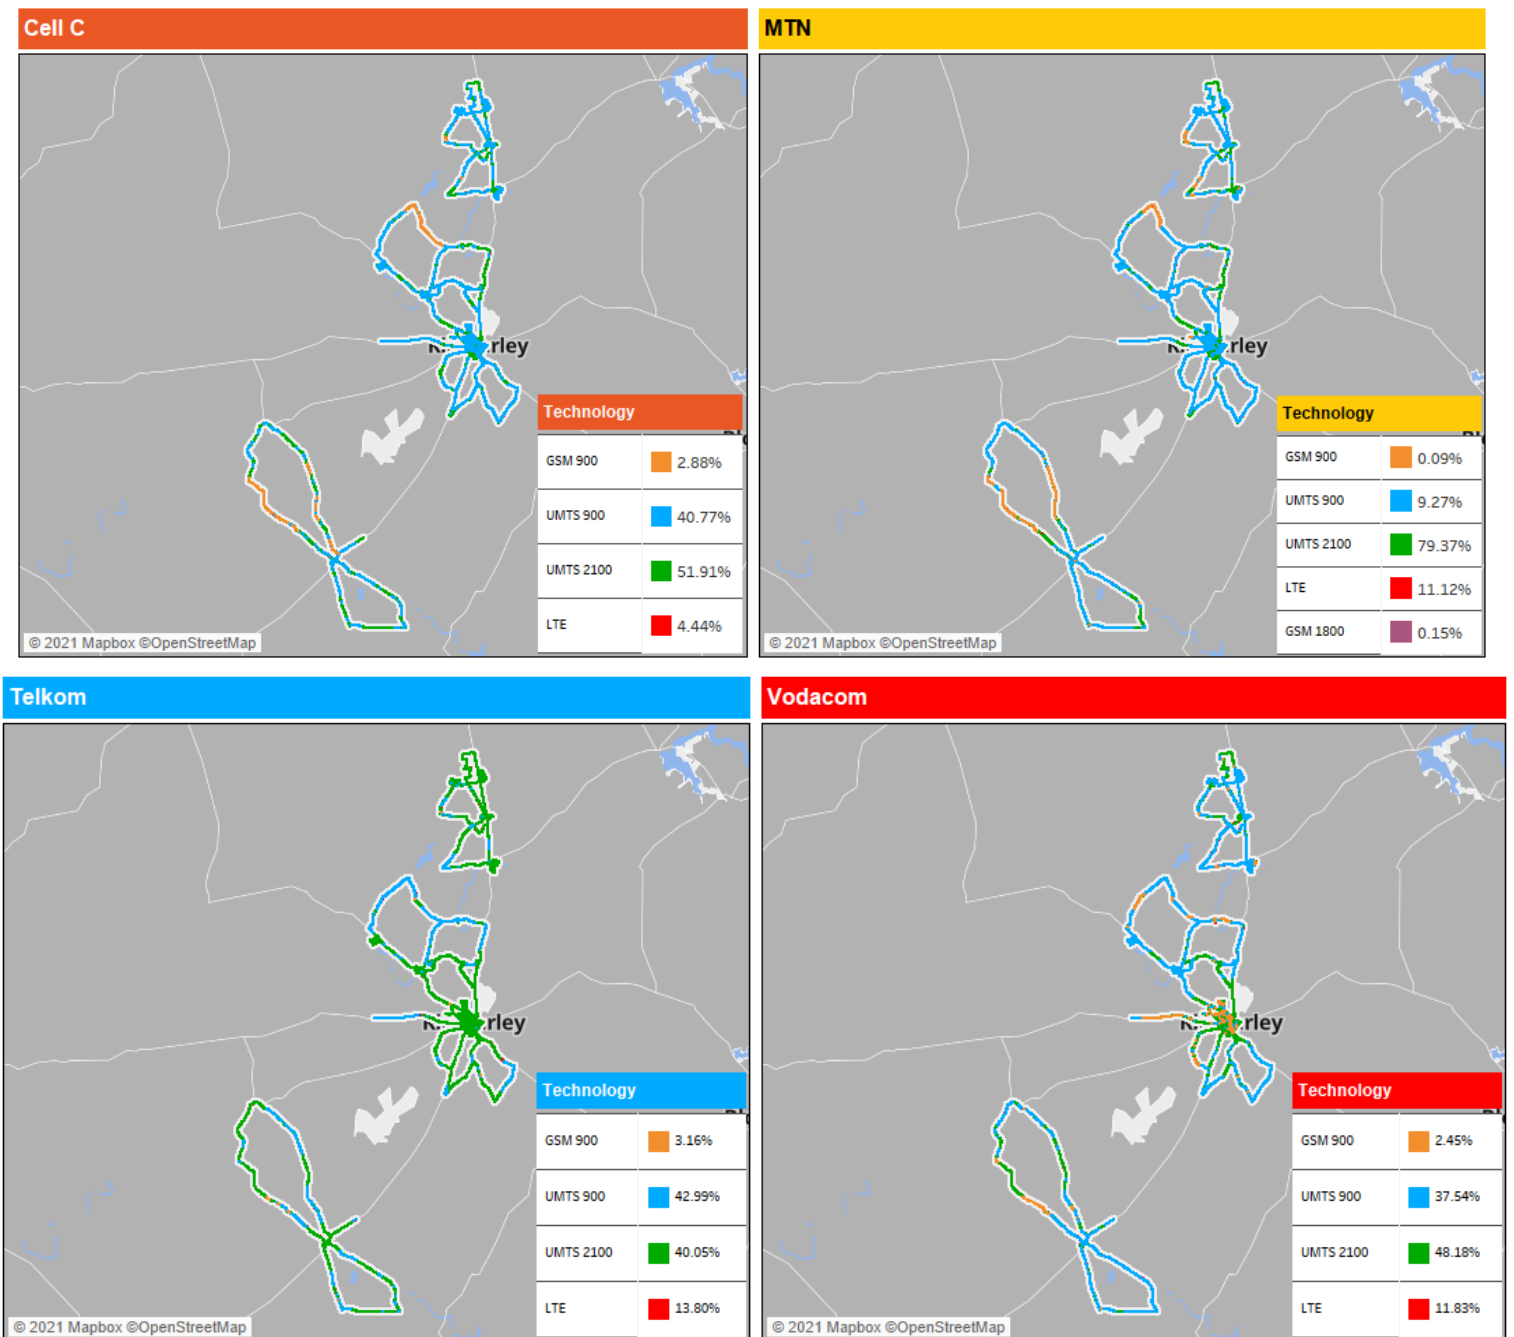 Cell C
MTN
rley
rley
Technology
GSM 900 2.88%
UMTS 900 40.77%
UMTS 2100 51.91%
LTE 4.44%
© 2021 Mapbox ©OpenStreetMap
Technology
GSM 900 0.09%
UMTS 900 9.27%
UMTS 2100 79.37%
LTE 11.12%
GSM 1800 0.15%
© 2021 Mapbox ©OpenStreetMap
Telkom
Vodacom
rley
rley
Technology
GSM 900 3.16%
UMTS 900 42.99%
UMTS 2100 40.05%
LTE 13.80%
© 2021 Mapbox ©OpenStreetMap
Technology
GSM 900 2.45%
UMTS 900 37.54%
UMTS 2100 48.18%
LTE 11.83%
© 2021 Mapbox ©OpenStreetMap